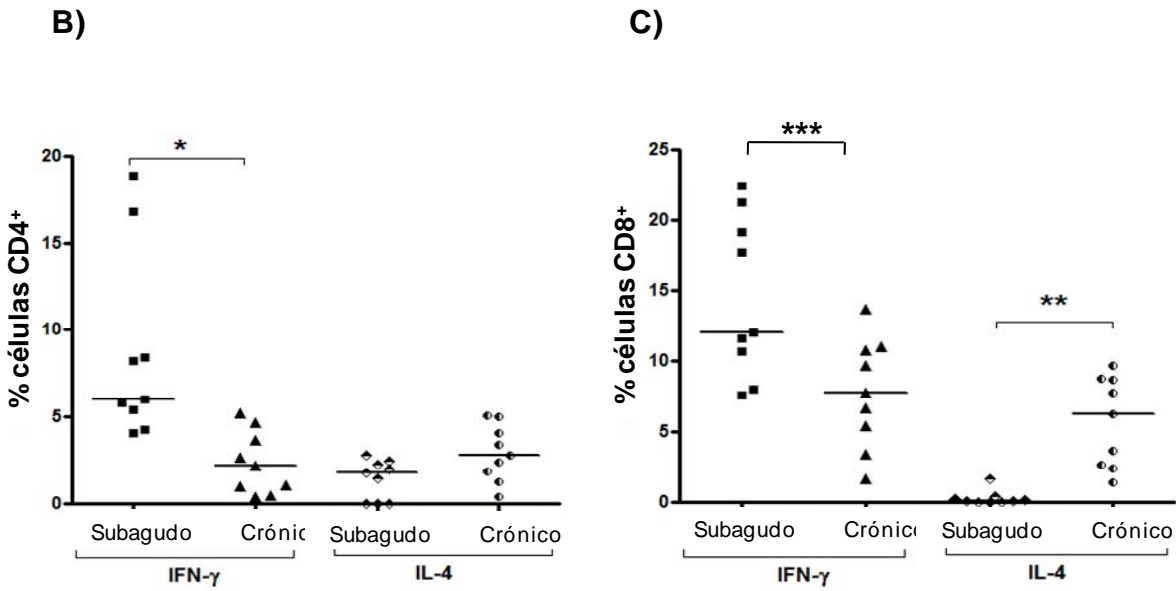 B)
*
% células CD4⁺
20
15
10
5
0
Subagudo
Crónic
Subagudo
Crónico
IFN-γ
IL-4
C)
***
**
% células CD8⁺
25
20
15
10
5
0
Subagudo
Crónic
Subagudo
Crónico
IFN-γ
IL-4